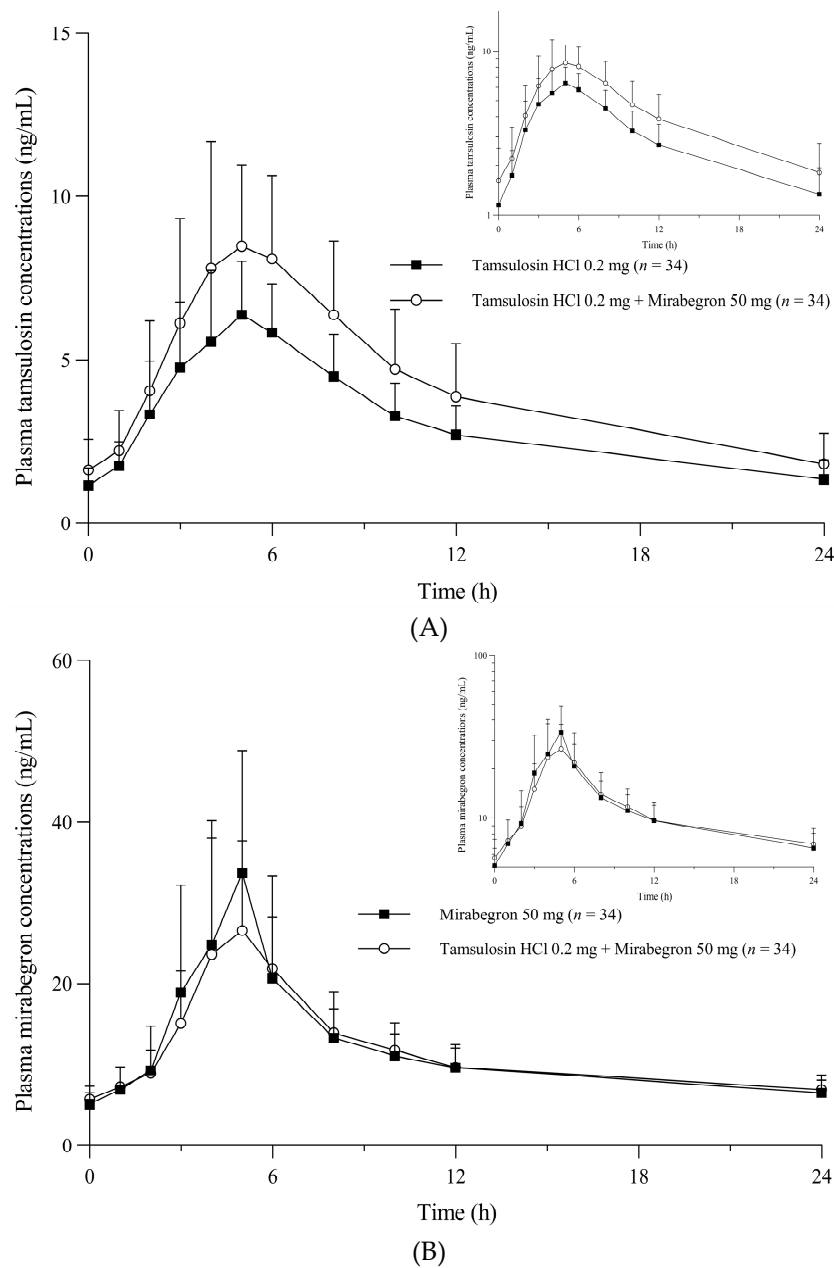 Plasma tamsulosin concentrations (ng/mL)
15
10
5
0
0 6 12 18 24
Time (h)
Plasma tamsulosin concentrations (ng/mL)
10
1
0 6 12 18 24
Time (h)
Tamsulosin HCl 0.2 mg (n = 34)
Tamsulosin HCl 0.2 mg + Mirabegron 50 mg (n = 34)
(A)
Plasma mirabegron concentrations (ng/mL)
60
40
20
0
0 6 12 18 24
Time (h)
Plasma mirabegron concentrations (ng/mL)
100
10
0 6 12 18 24
Time (h)
Mirabegron 50 mg (n = 34)
Tamsulosin HCl 0.2 mg + Mirabegron 50 mg (n = 34)
(B)